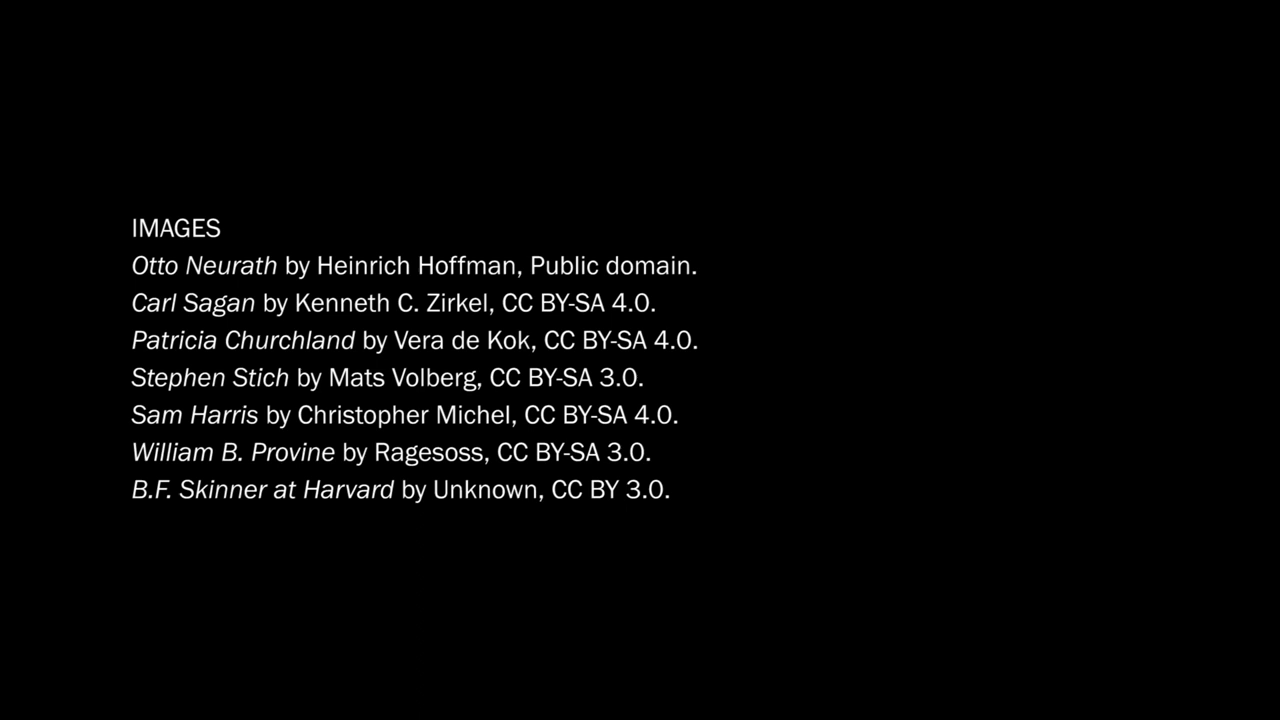 IMAGES
Otto Neurath by Heinrich Hoffman, Public domain.
Carl Sagan by Kenneth C. Zirkel, CC BY-SA 4.0.
Patricia Churchland by Vera de Kok, CC BY-SA 4.0.
Stephen Stich by Mats Volberg, CC BY-SA 3.0.
Sam Harris by Christopher Michel, CC BY-SA 4.0.
William B. Provine by Ragesoss, CC BY-SA 3.0.
B.F. Skinner at Harvard by Unknown, CC BY 3.0.